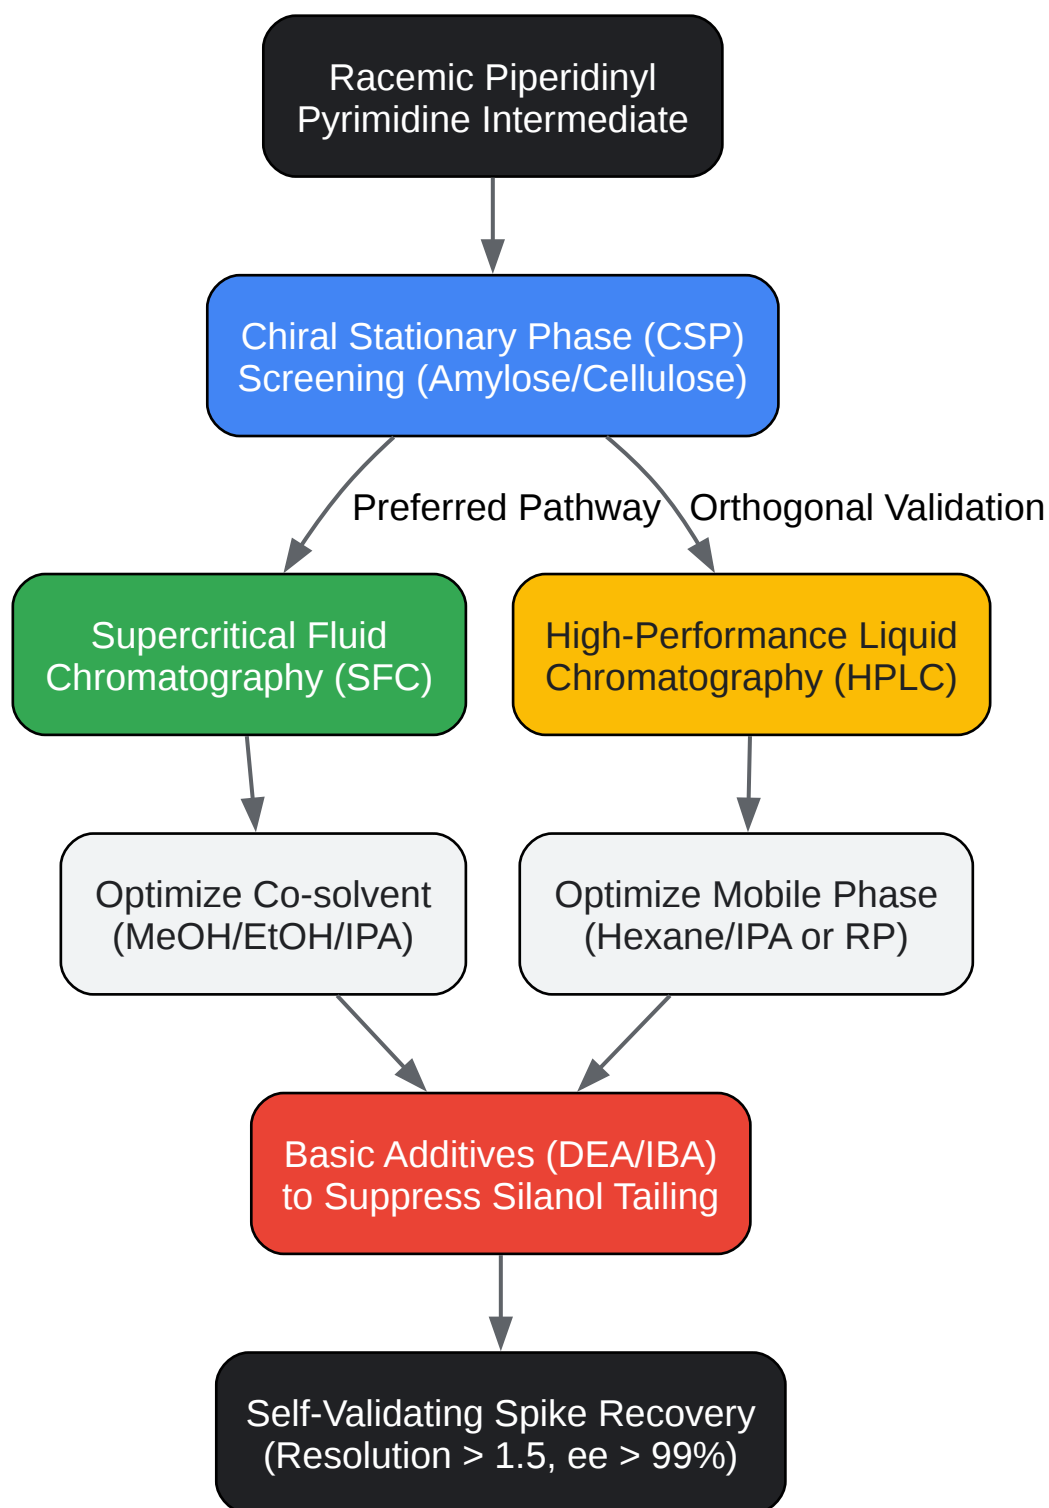 Racemic Piperidinyl
Pyrimidine Intermediate
Chiral Stationary Phase (CSP)
Screening (Amylose/Cellulose)
Preferred Pathway
Orthogonal Validation
Supercritical Fluid
Chromatography (SFC)
High-Performance Liquid
Chromatography (HPLC)
Optimize Co-solvent
(MeOH/EtOH/IPA)
Optimize Mobile Phase
(Hexane/IPA or RP)
Basic Additives (DEA/IBA)
to Suppress Silanol Tailing
Self-Validating Spike Recovery
(Resolution > 1.5, ee > 99%)